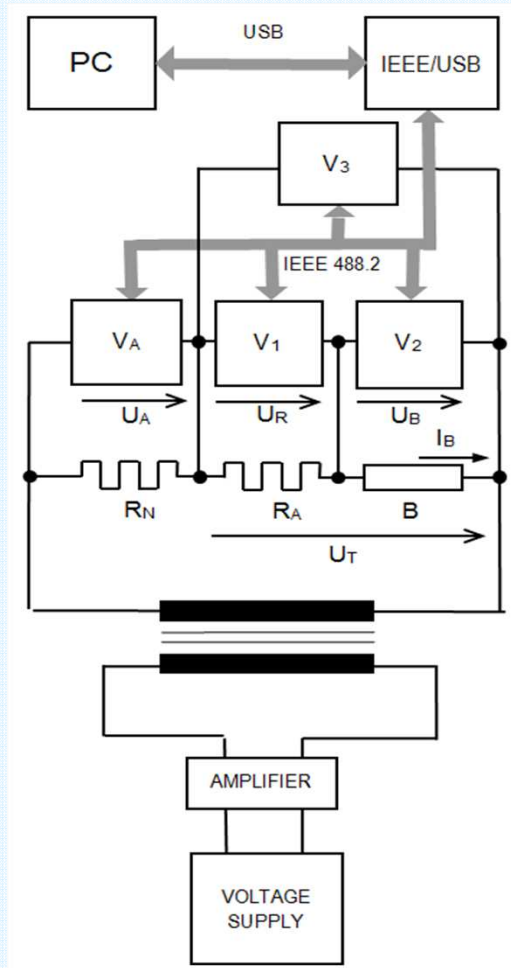 USB
PC
IEEE/USB
V3
IEEE 488.2
VA
V1
V2
UA
UR
UB
IB
RN
RA
B
UT
AMPLIFIER
VOLTAGE
SUPPLY